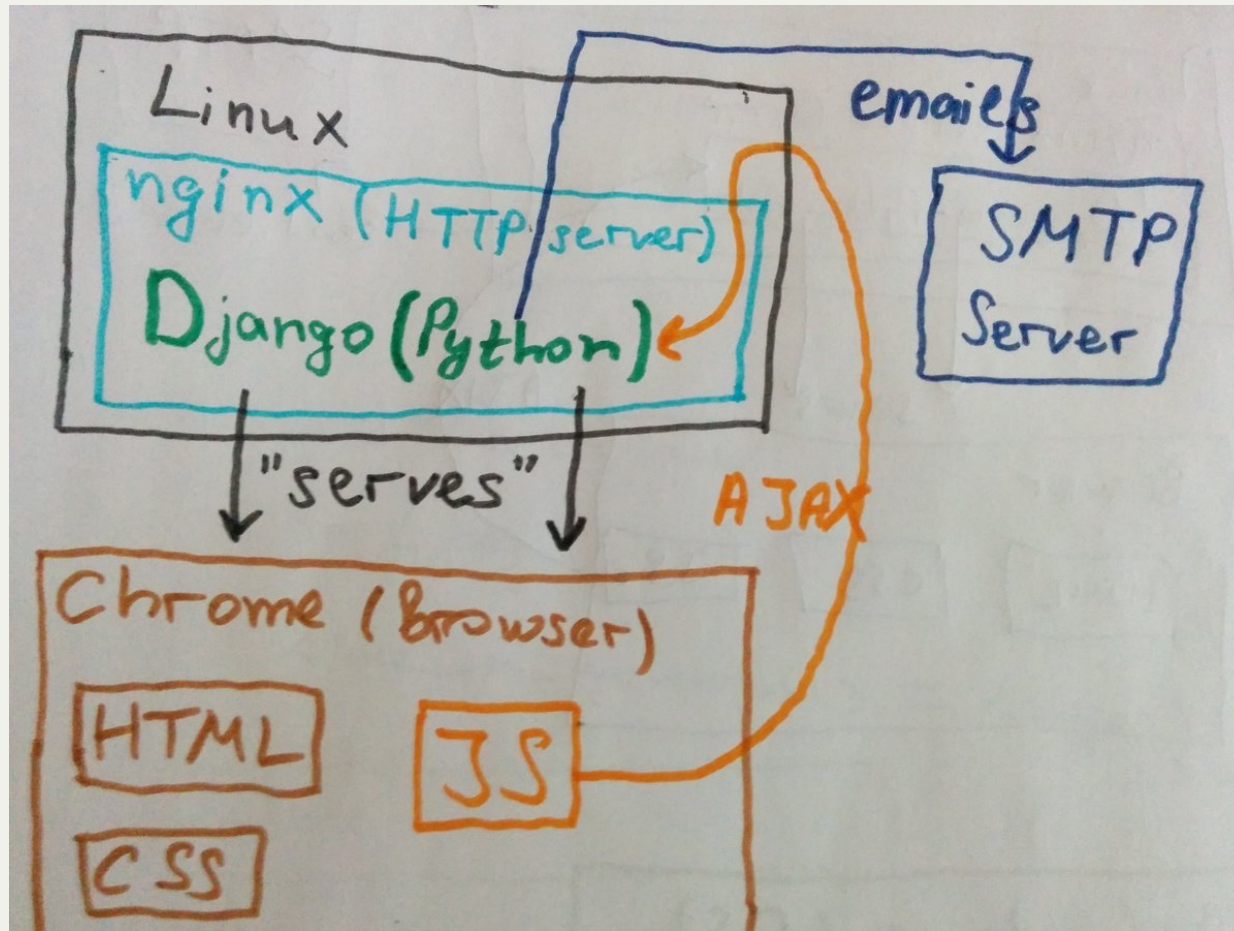 Linux
emails
nginx (HTTP server)
SMTP
Server
Django (Python)
"serves"
AJAX
Chrome (Browser)
HTML
JS
CSS